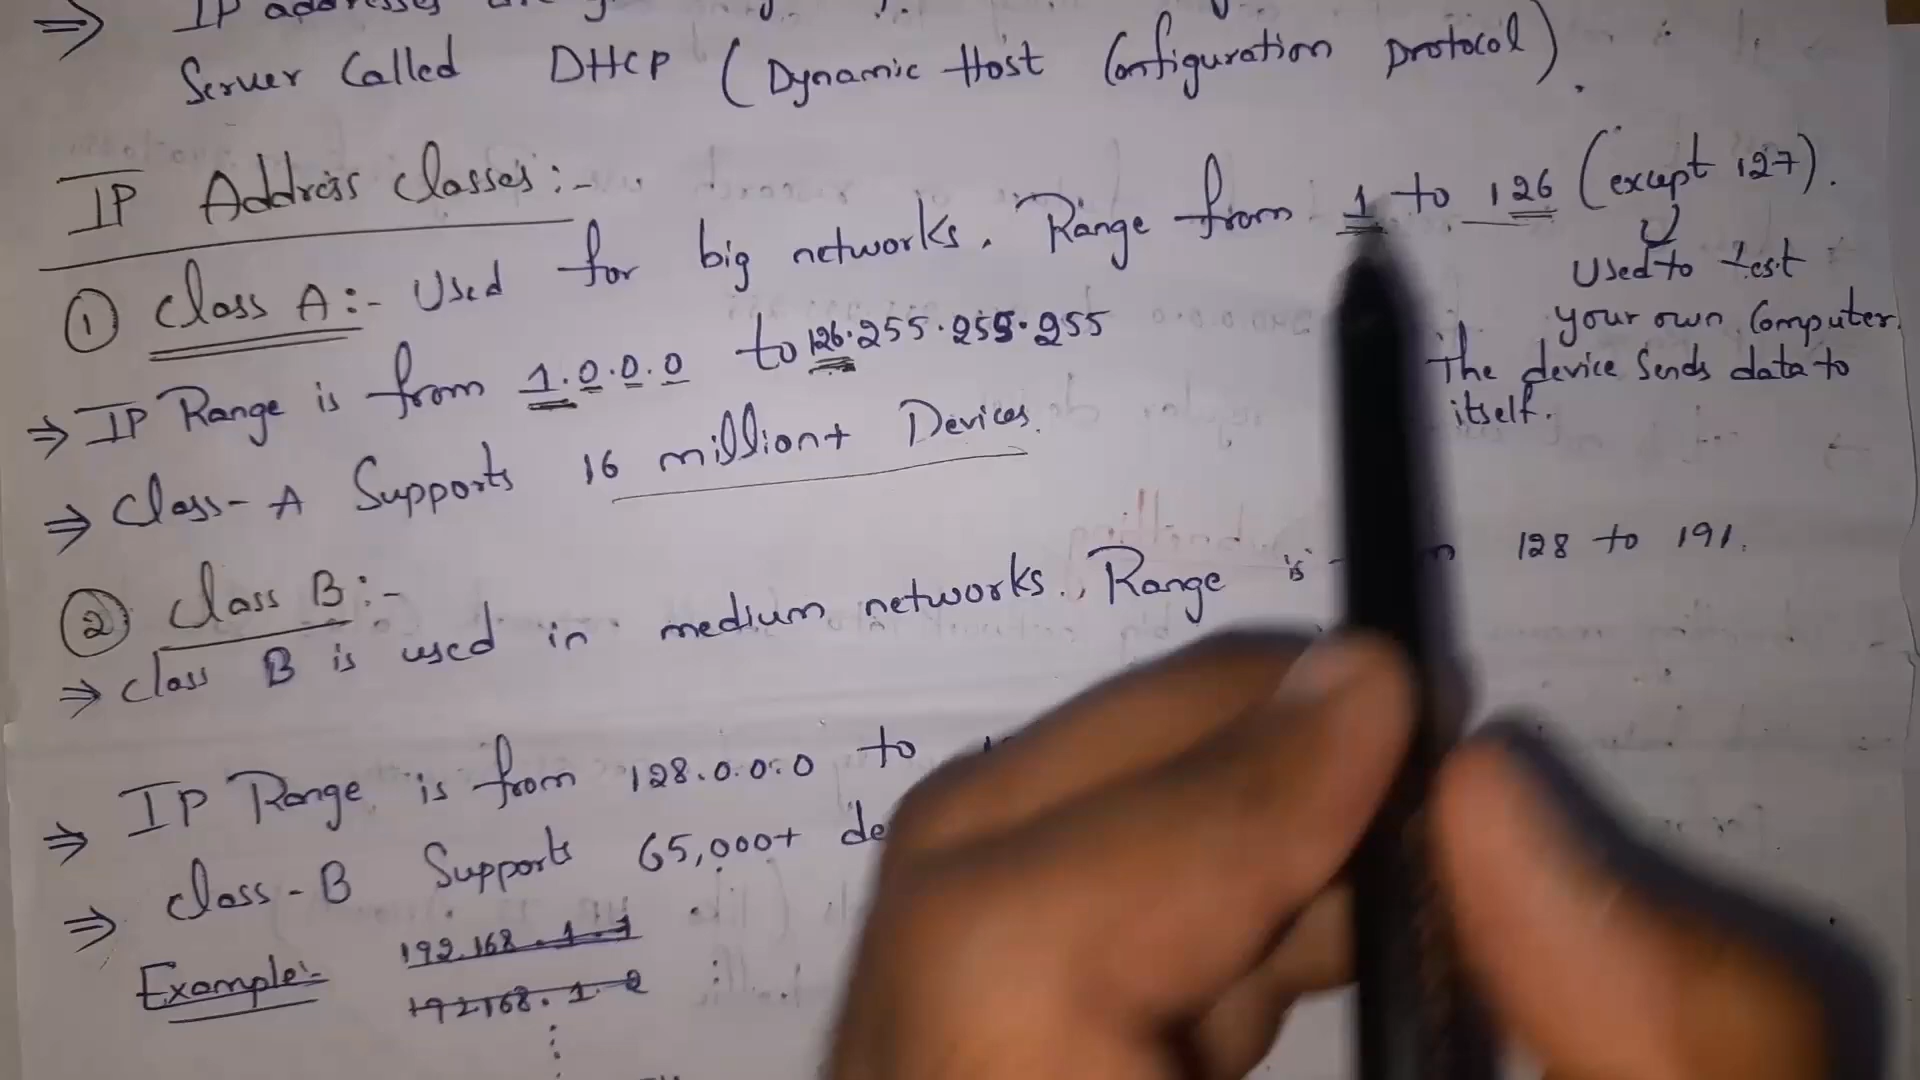 ⇒ IP addresses
Server Called DHCP (Dynamic Host Configuration protocol).
IP Address classes:-
① Class A:- Used for big networks. Range from 1 to 126 (except 127).
Used to test
your own Computer.
The device Sends data to
itself.
⇒ IP Range is from 1.0.0.0 to 126.255.255.255
⇒ Class-A Supports 16 million+ Devices.
② Class B:-
⇒ class B is used in medium networks. Range is 128 to 191.
⇒ IP Range is from 128.0.0.0 to
⇒ class-B Supports 65,000+ de
Example:- 192.168.1.1
192.168.1.2